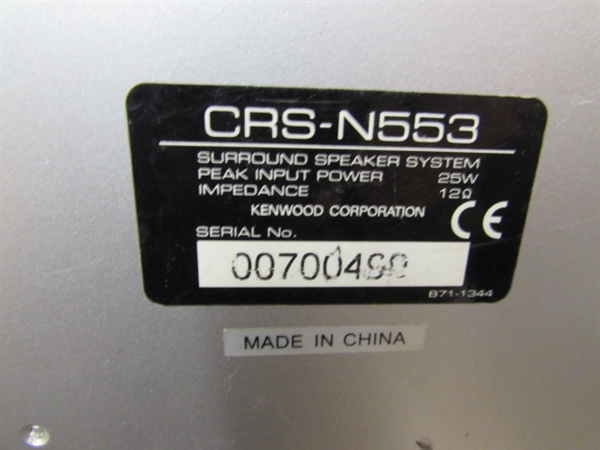 CRS-N553
SURROUND SPEAKER SYSTEM
PEAK INPUT POWER 25W
IMPEDANCE 12Ω
KENWOOD CORPORATION CE
SERIAL No.
B71-1344
MADE IN CHINA